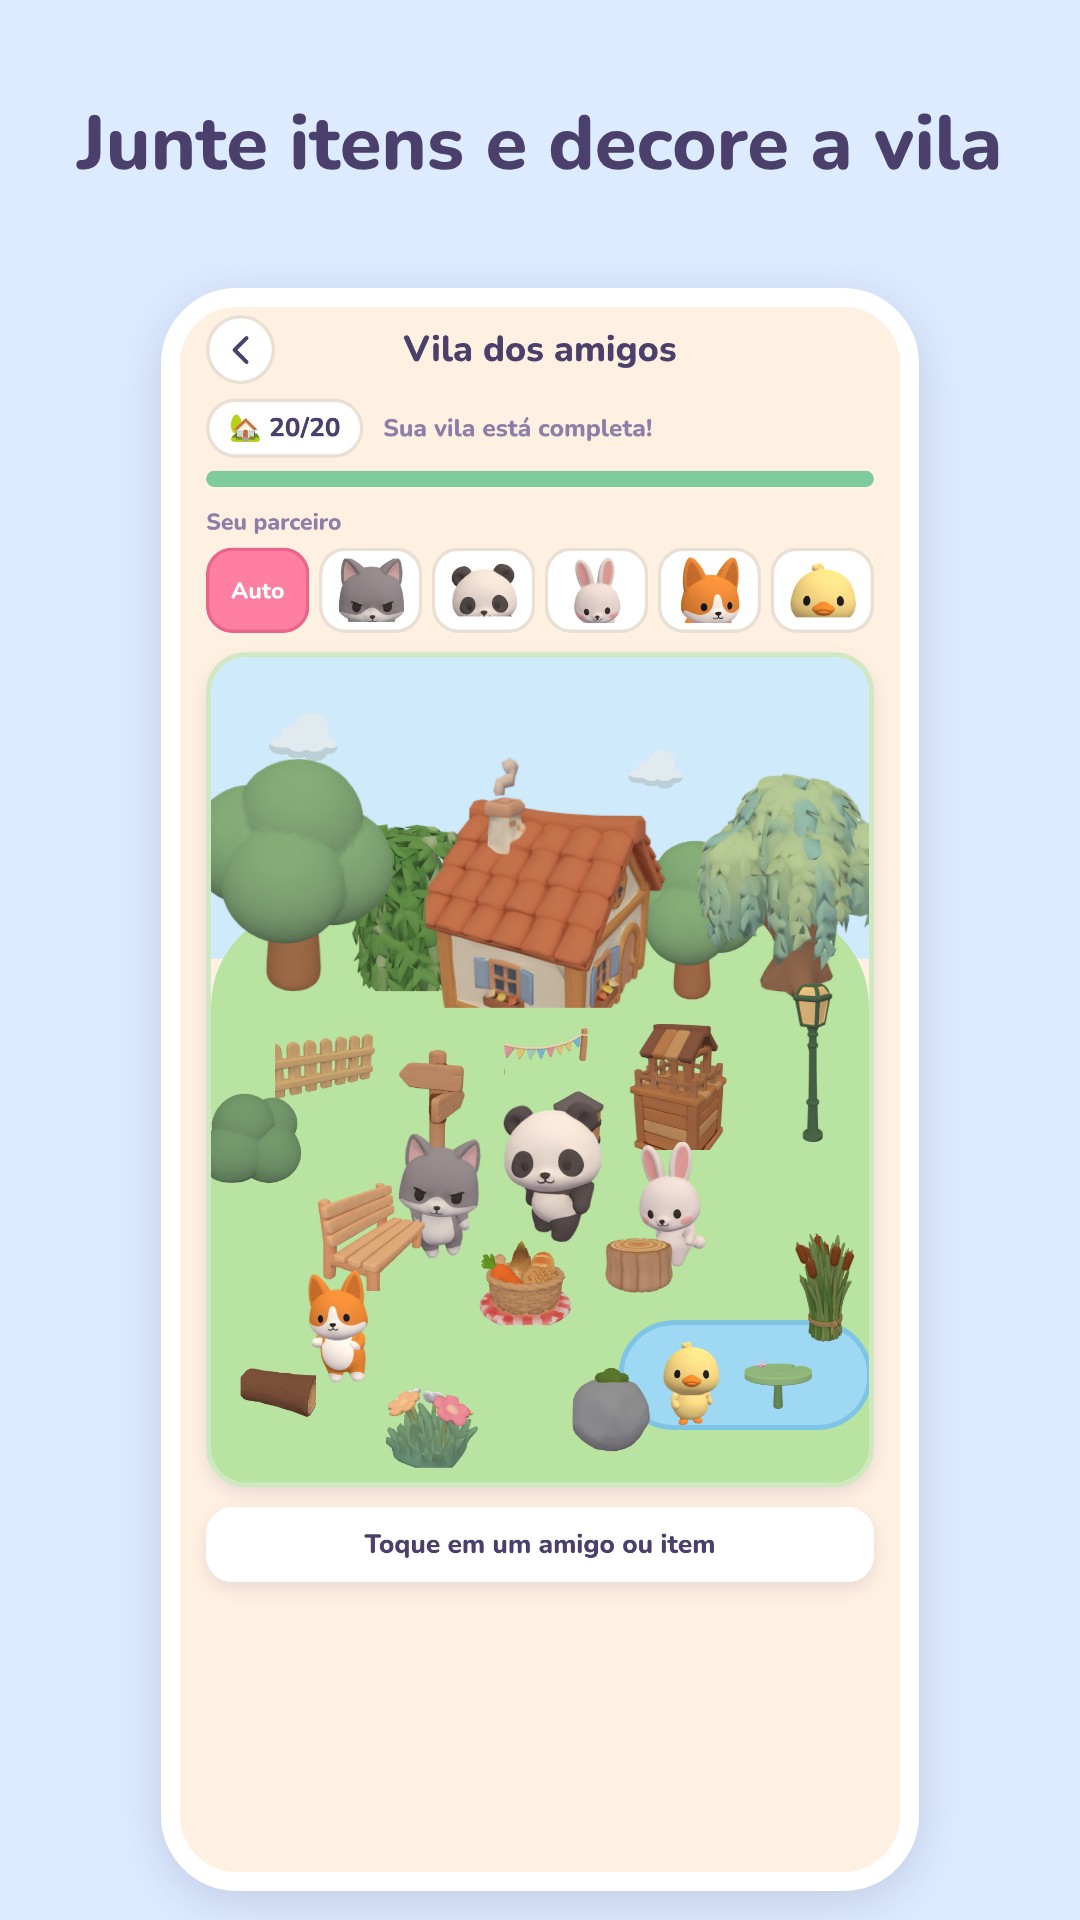 Junte itens e decore a vila
Vila dos amigos
20/20
Sua vila está completa!
Seu parceiro
Auto
Toque em um amigo ou item